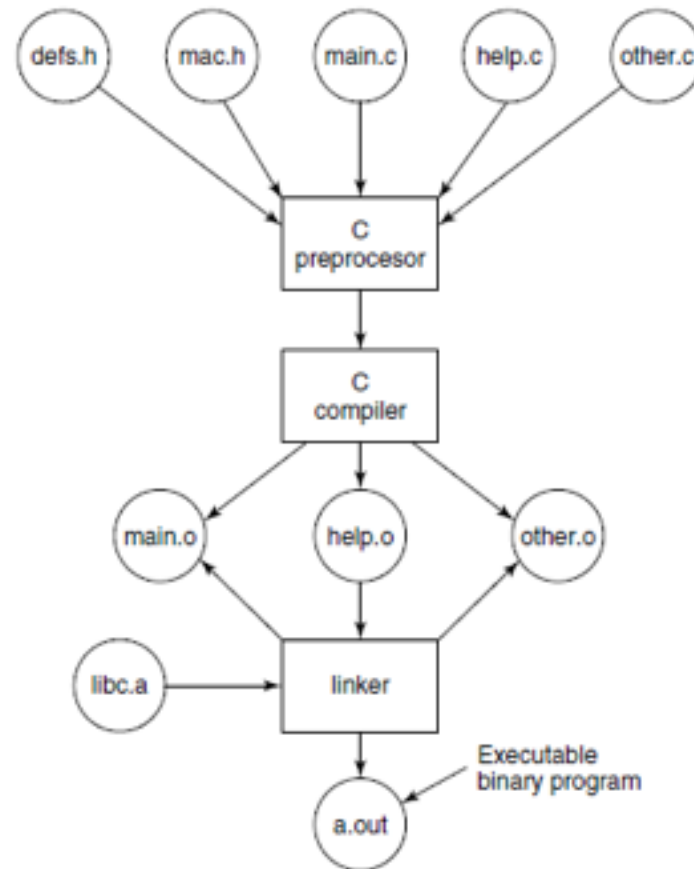 defs.h
mac.h
main.c
help.c
other.c
C
preprocesor
C
compiler
main.o
help.o
other.o
libc.a
linker
Executable
binary program
a.out